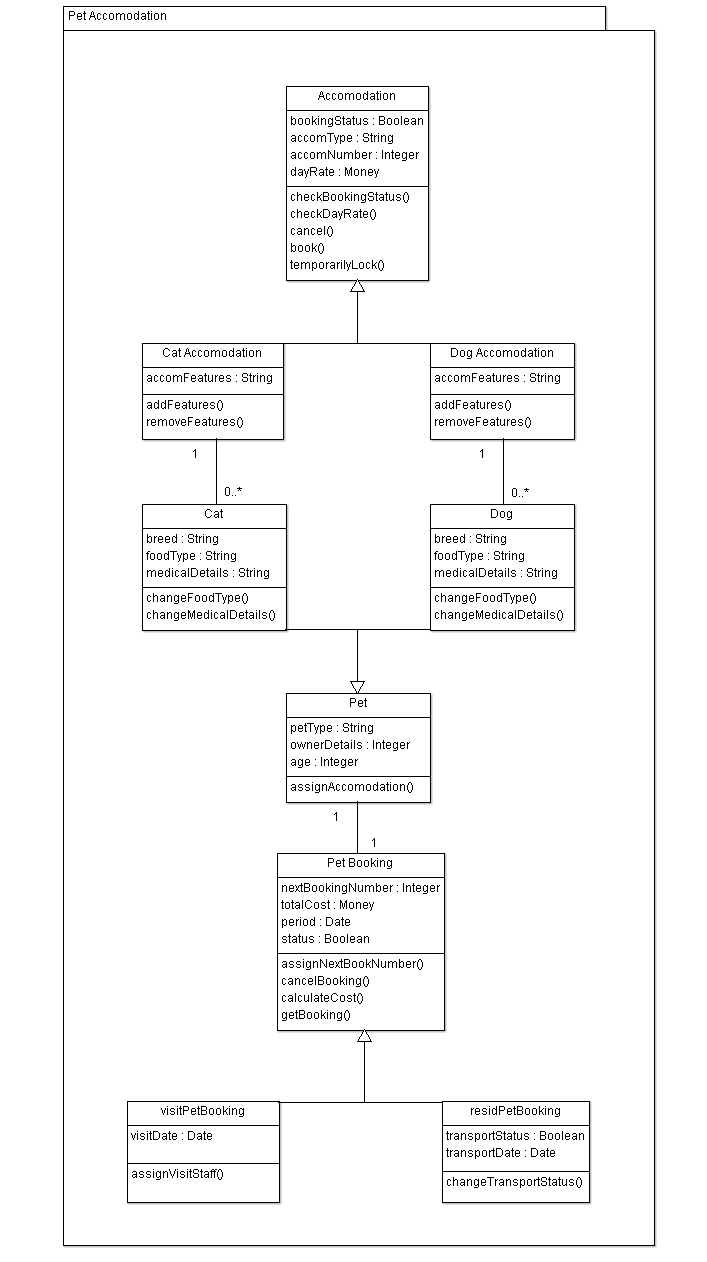 Pet Accomodation
Accomodation
bookingStatus : Boolean
accomType : String
accomNumber : Integer
dayRate : Money
checkBookingStatus()
checkDayRate()
cancel()
book()
temporarilyLock()
Cat Accomodation
accomFeatures : String
addFeatures()
removeFeatures()
Dog Accomodation
accomFeatures : String
addFeatures()
removeFeatures()
1
0..*
1
0..*
Cat
breed : String
foodType : String
medicalDetails : String
changeFoodType()
changeMedicalDetails()
Dog
breed : String
foodType : String
medicalDetails : String
changeFoodType()
changeMedicalDetails()
Pet
petType : String
ownerDetails : Integer
age : Integer
assignAccomodation()
1
1
Pet Booking
nextBookingNumber : Integer
totalCost : Money
period : Date
status : Boolean
assignNextBookNumber()
cancelBooking()
calculateCost()
getBooking()
visitPetBooking
visitDate : Date
assignVisitStaff()
residPetBooking
transportStatus : Boolean
transportDate : Date
changeTransportStatus()